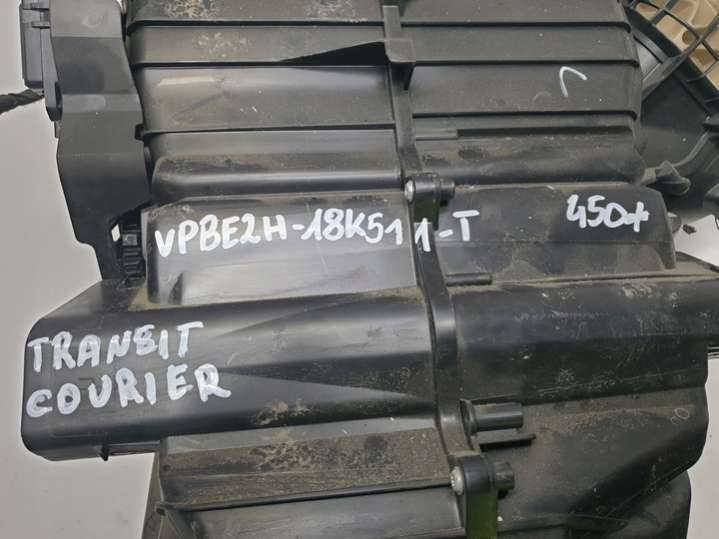 VPBE2H-18K511-T
450+
TRANSIT
COURIER